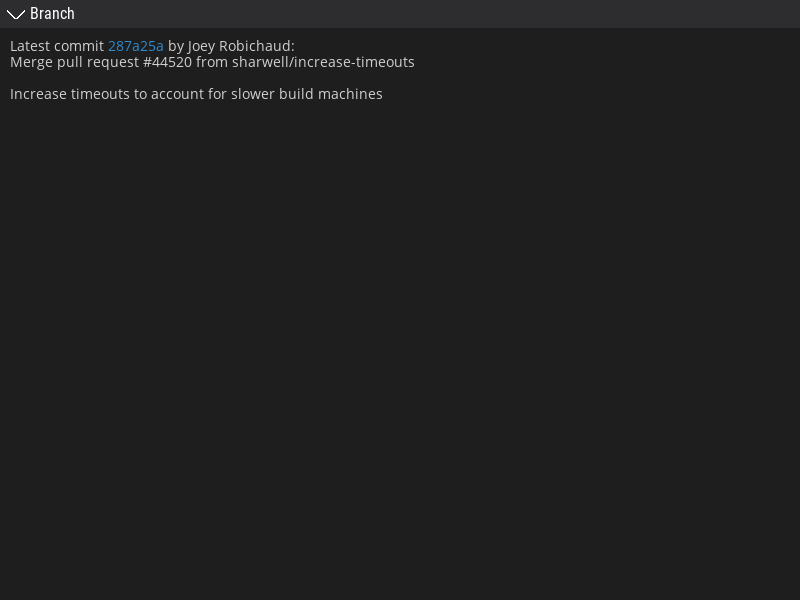 Branch
Latest commit 287a25a by Joey Robichaud:
Merge pull request #44520 from sharwell/increase-timeouts
Increase timeouts to account for slower build machines